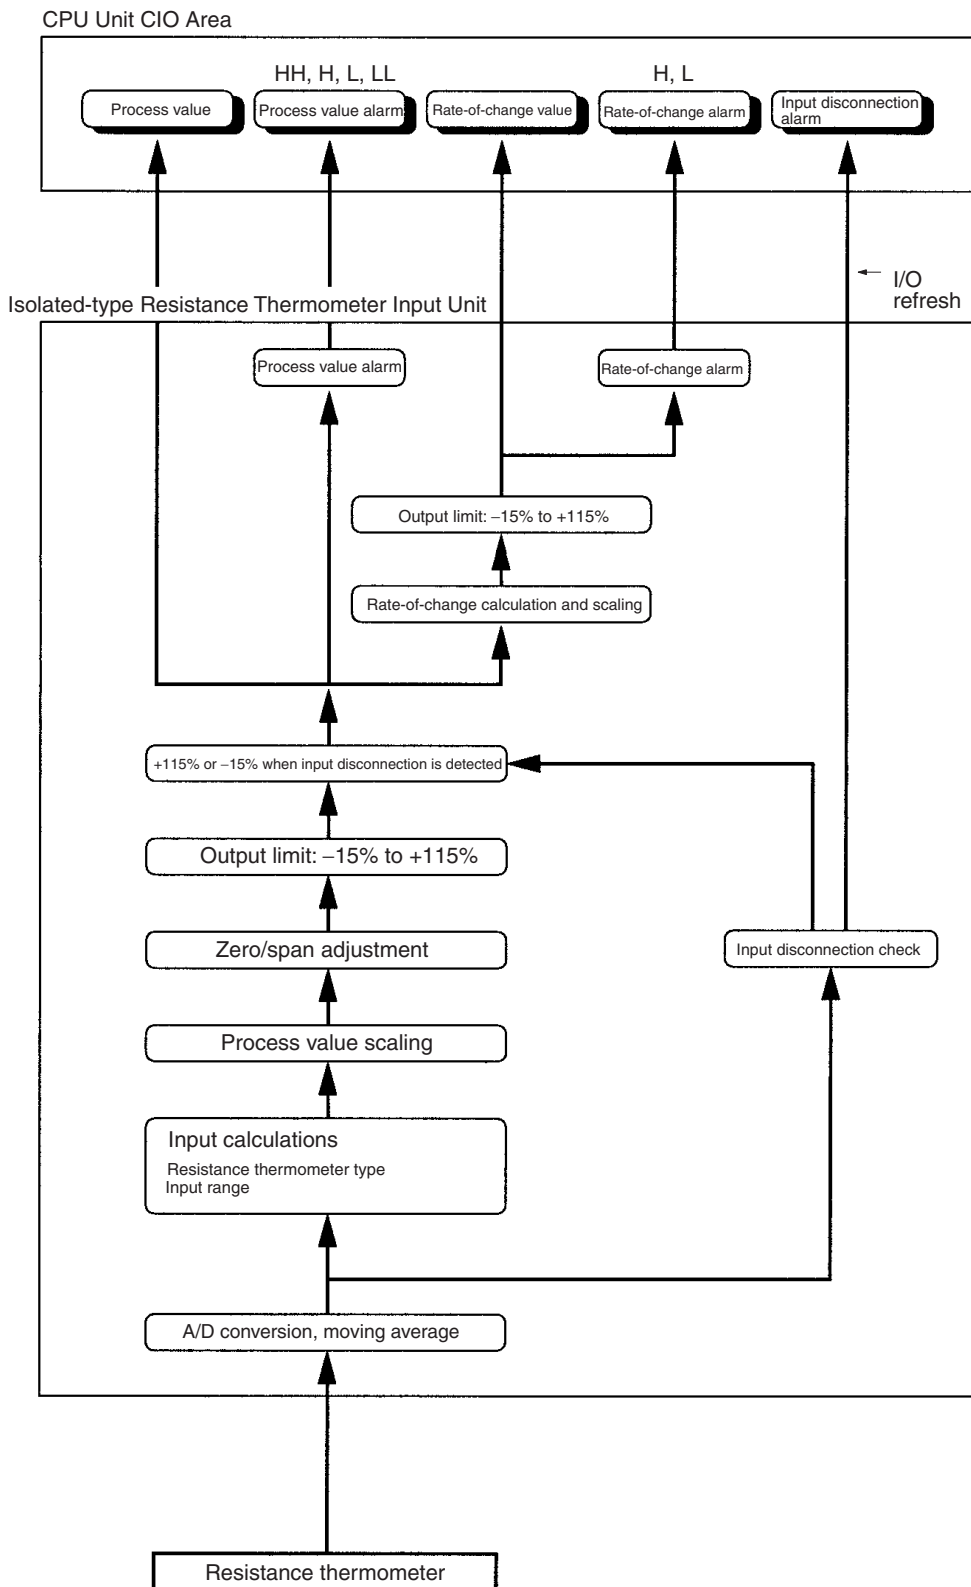 CPU Unit CIO Area
HH, H, L, LL
H, L
Process value
Process value alarm
Rate-of-change value
Rate-of-change alarm
Input disconnection
alarm
I/O
refresh
Isolated-type Resistance Thermometer Input Unit
Process value alarm
Rate-of-change alarm
Output limit: –15% to +115%
Rate-of-change calculation and scaling
+115% or –15% when input disconnection is detected
Output limit: –15% to +115%
Zero/span adjustment
Input disconnection check
Process value scaling
Input calculations
Resistance thermometer type
Input range
A/D conversion, moving average
Resistance thermometer